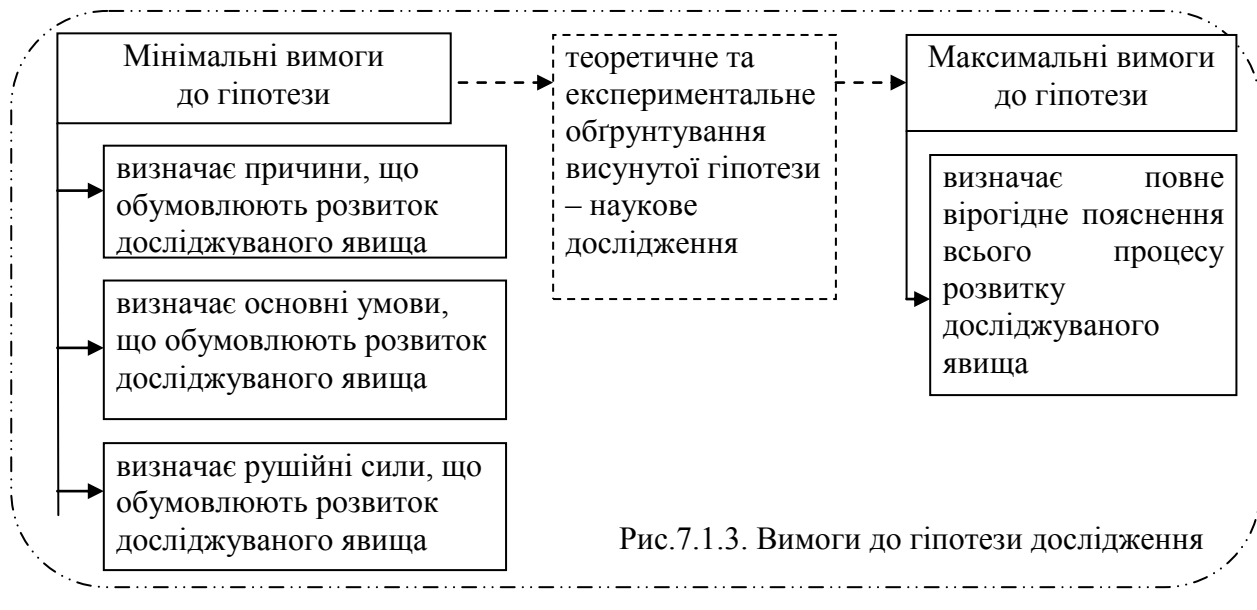 Мінімальні вимоги
до гіпотези
визначає причини, що
обумовлюють розвиток
досліджуваного явища
визначає основні умови,
що обумовлюють розвиток
досліджуваного явища
визначає рушійні сили, що
обумовлюють розвиток
досліджуваного явища
теоретичне та
експериментальне
обґрунтування
висунутої гіпотези
– наукове
дослідження
Максимальні вимоги
до гіпотези
визначає повне
вірогідне пояснення
всього процесу
розвитку
досліджуваного
явища
Рис.7.1.3. Вимоги до гіпотези дослідження